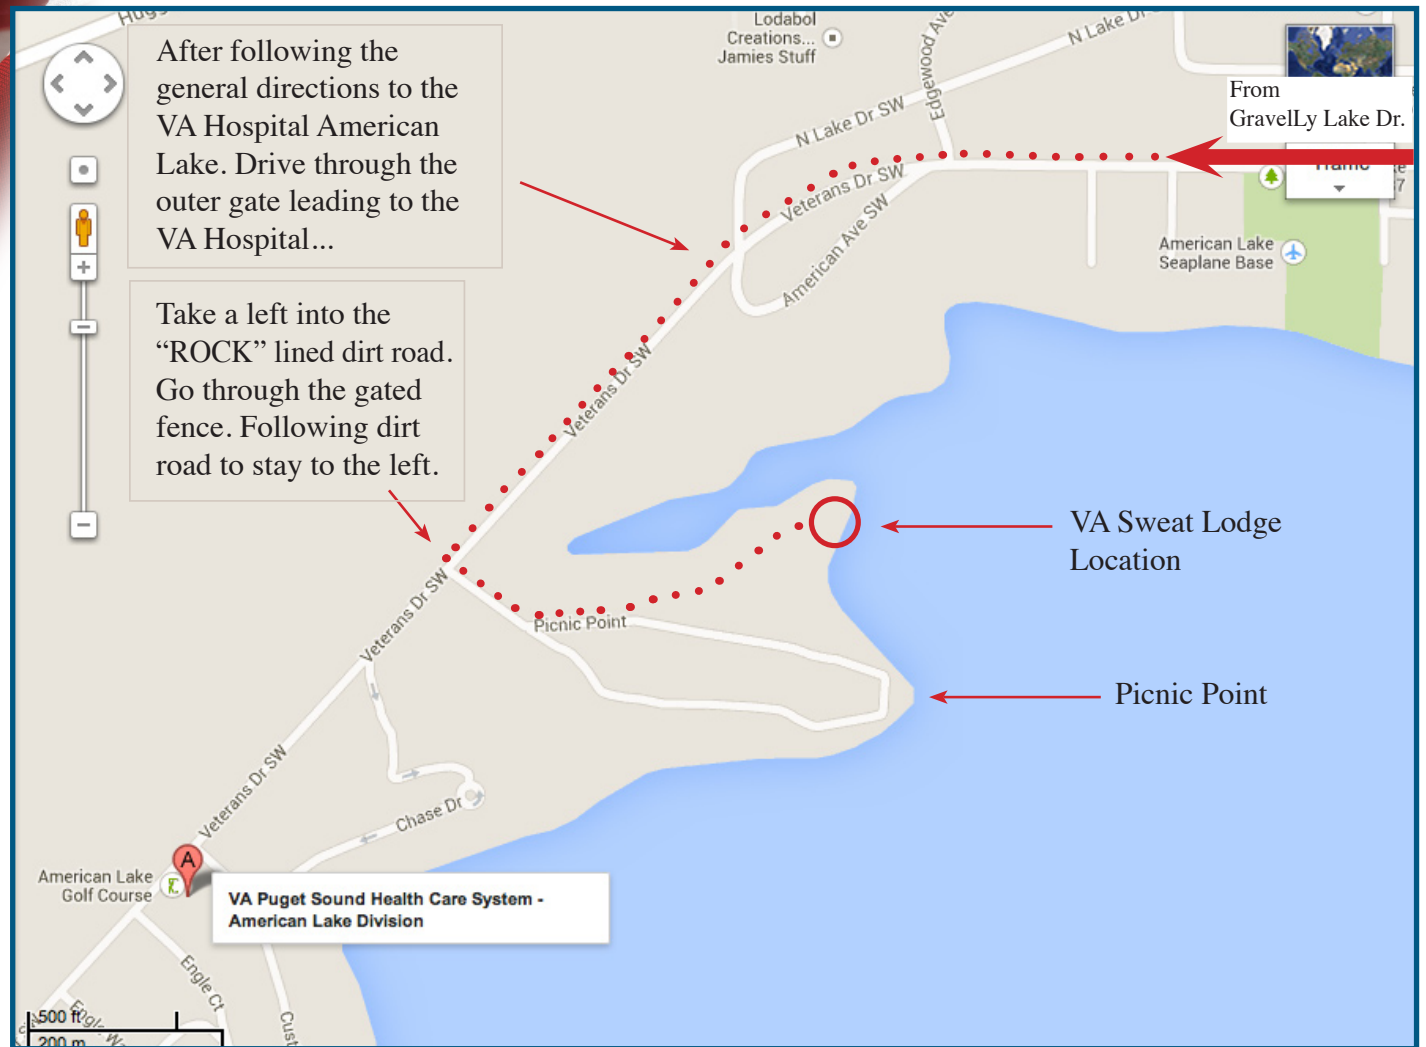 Lodabol
Creations...
Jamies Stuff
Edgewood Ave
N Lake Dr
After following the
general directions to the
VA Hospital American
Lake. Drive through the
outer gate leading to the
VA Hospital...
From
GravelLy Lake Dr.
N Lake Dr SW
Veterans Dr SW
American Ave SW
American Lake
Seaplane Base
Take a left into the
“ROCK” lined dirt road.
Go through the gated
fence. Following dirt
road to stay to the left.
Veterans Dr SW
VA Sweat Lodge
Location
Veterans Dr SW
Picnic Point
Picnic Point
Veterans Dr SW
Chase Dr
A
American Lake
Golf Course
VA Puget Sound Health Care System -
American Lake Division
Engle Ct
Cust
500 ft
200 m